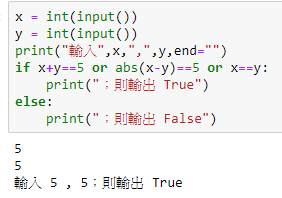 x = int(input())
y = int(input())
print("輸入",x,",",y,end="")
if x+y==5 or abs(x-y)==5 or x==y:
    print("；則輸出 True")
else:
    print("；則輸出 False")
5
5
輸入 5 , 5；則輸出 True